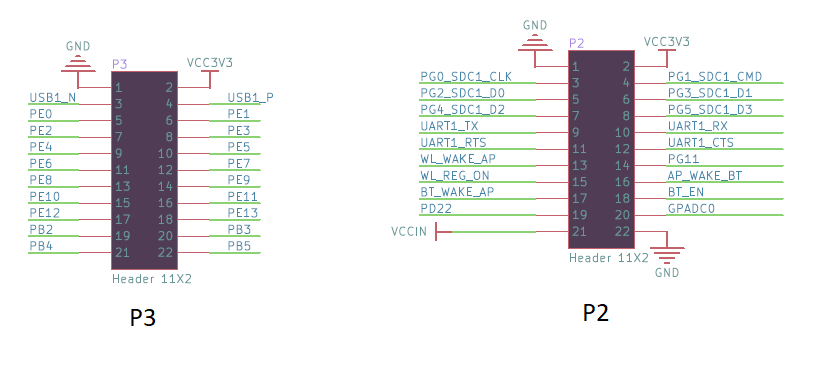 GND
P3
VCC3V3
1 2
USB1_N 3 4 USB1_P
PE0 5 6 PE1
PE2 7 8 PE3
PE4 9 10 PE5
PE6 11 12 PE7
PE8 13 14 PE9
PE10 15 16 PE11
PE12 17 18 PE13
PB2 19 20 PB3
PB4 21 22 PB5
Header 11X2
P3
GND
P2
VCC3V3
1 2
PG0_SDC1_CLK 3 4 PG1_SDC1_CMD
PG2_SDC1_D0 5 6 PG3_SDC1_D1
PG4_SDC1_D2 7 8 PG5_SDC1_D3
UART1_TX 9 10 UART1_RX
UART1_RTS 11 12 UART1_CTS
WL_WAKE_AP 13 14 PG11
WL_REG_ON 15 16 AP_WAKE_BT
BT_WAKE_AP 17 18 BT_EN
PD22 19 20 GPADC0
VCCIN 21 22
Header 11X2
GND
P2